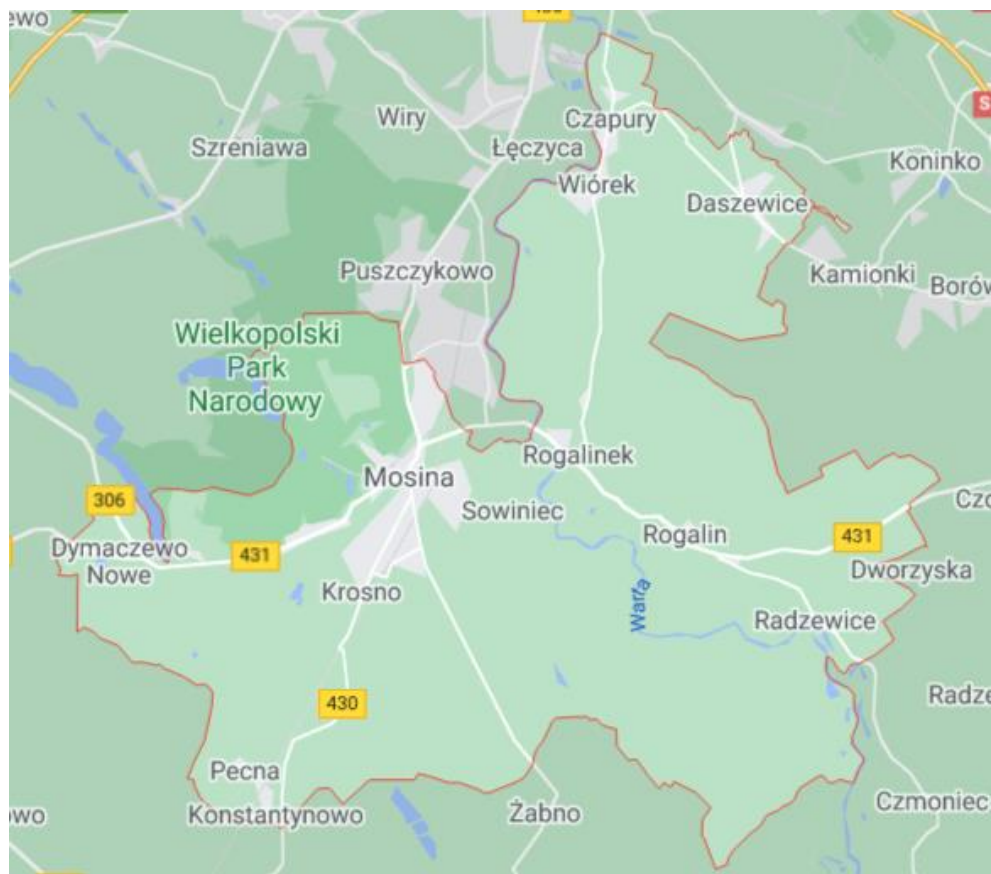 Wiry
Czapury
Szreniawa
Łęczyca
Koninko
Wiórek
Daszewice
Puszczykowo
Kamionki
Wielkopolski
Park
Narodowy
Rogalinek
Mosina
306
Sowiniec
Rogalin
431
Dymaczewo
Nowe
431
Dworzyska
Krosno
Warta
Radzewice
430
Pecna
Konstantynowo
Żabno
Czmoniec